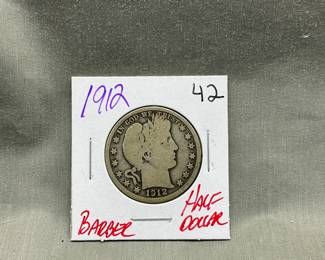 1912 42
IN GOD WE TRUST
1912
BARBER HALF
DOLLAR